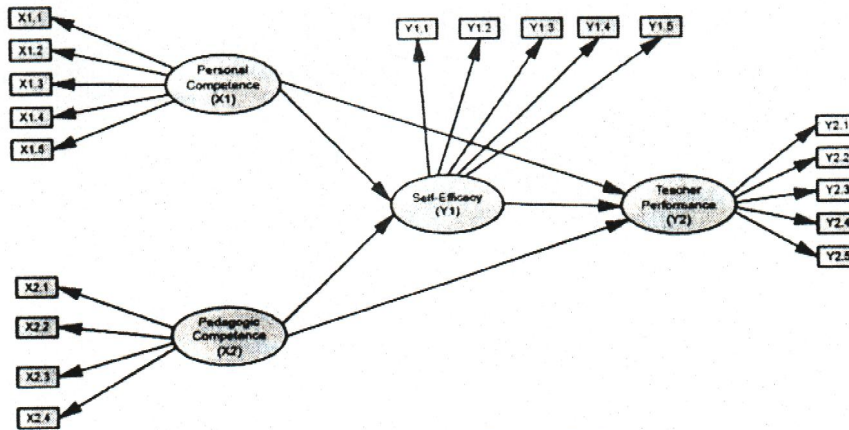 X1.1
X1.2
X1.3
X1.4
X1.5
Personal
Competence
(X1)
Y1.1
Y1.2
Y1.3
Y1.4
Y1.5
Self-Efficacy
(Y1)
Teacher
Performance
(Y2)
Y2.1
Y2.2
Y2.3
Y2.4
Y2.5
X2.1
X2.2
X2.3
X2.4
Pedagogic
Competence
(X2)